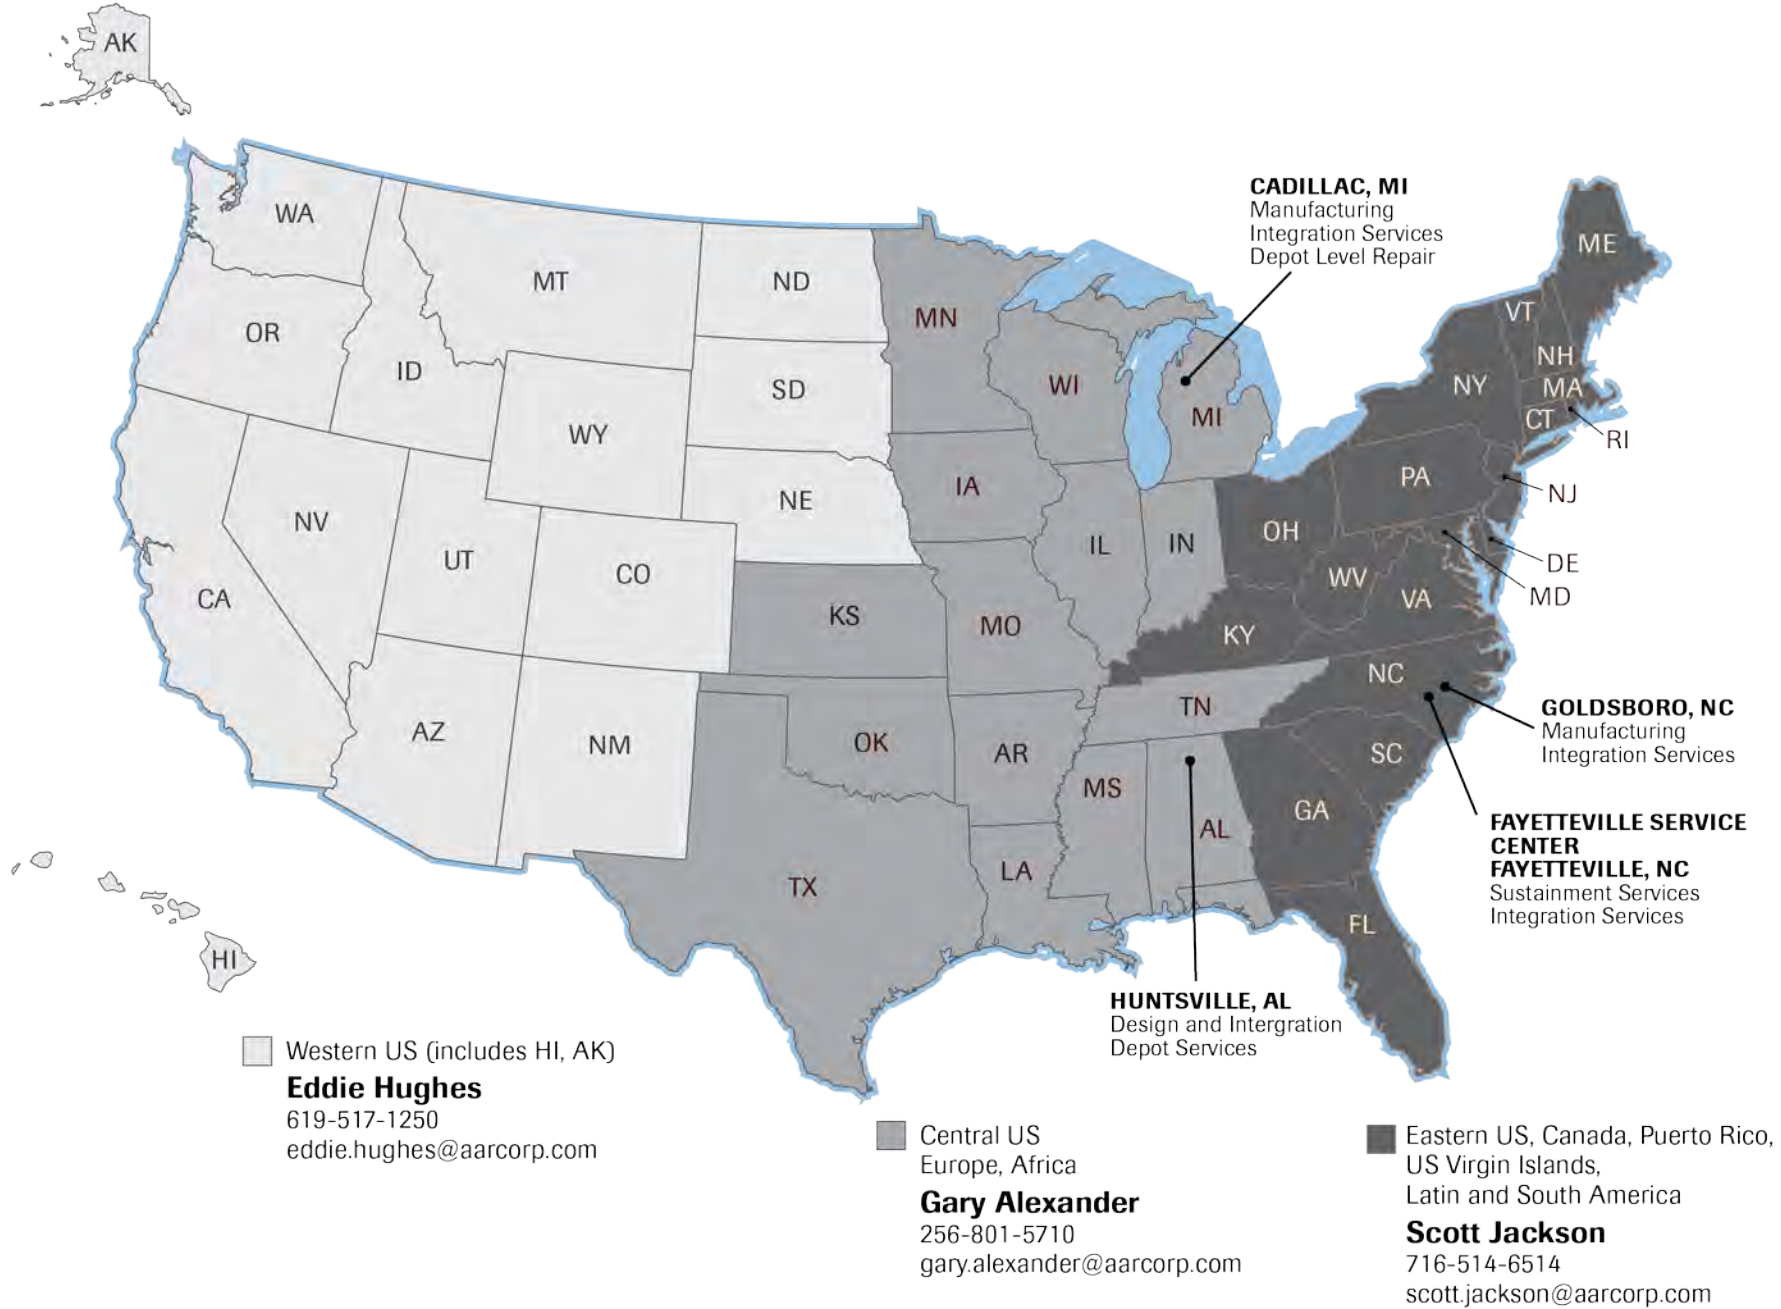 AK
WA
MT
ND
MN
OR
ID
SD
WI
MI
WY
NE
IA
NV
UT
CO
CA
KS
MO
IL
IN
OH
KY
WV
VA
PA
NY
VT
NH
ME
MA
CT
RI
NJ
DE
MD
NC
TN
SC
GA
AL
MS
AR
OK
AZ
NM
TX
LA
FL
HI
CADILLAC, MI
Manufacturing
Integration Services
Depot Level Repair
GOLDSBORO, NC
Manufacturing
Integration Services
FAYETTEVILLE SERVICE
CENTER
FAYETTEVILLE, NC
Sustainment Services
Integration Services
HUNTSVILLE, AL
Design and Intergration
Depot Services
Western US (includes HI, AK)
Eddie Hughes
619-517-1250
eddie.hughes@aarcorp.com
Central US
Europe, Africa
Gary Alexander
256-801-5710
gary.alexander@aarcorp.com
Eastern US, Canada, Puerto Rico,
US Virgin Islands,
Latin and South America
Scott Jackson
716-514-6514
scott.jackson@aarcorp.com